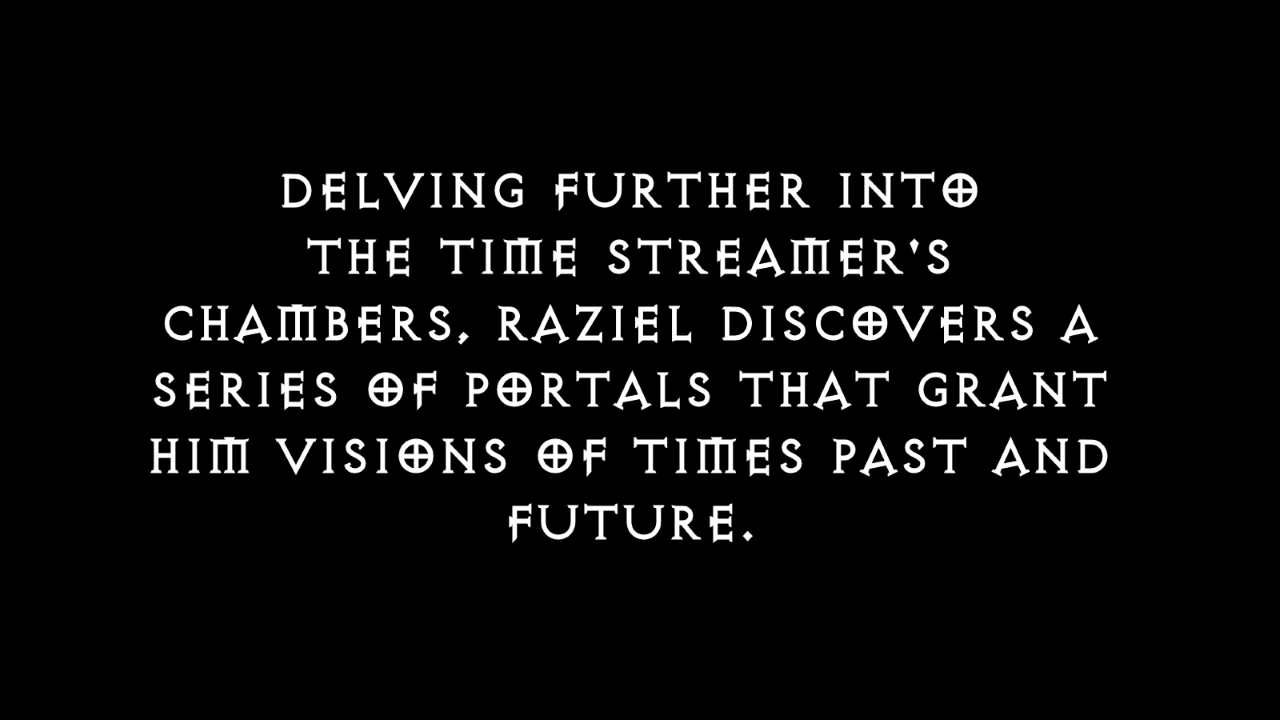 DELVING FURTHER INTO
THE TIME STREAMER'S
CHAMBERS, RAZIEL DISCOVERS A
SERIES OF PORTALS THAT GRANT
HIM VISIONS OF TIMES PAST AND
FUTURE.